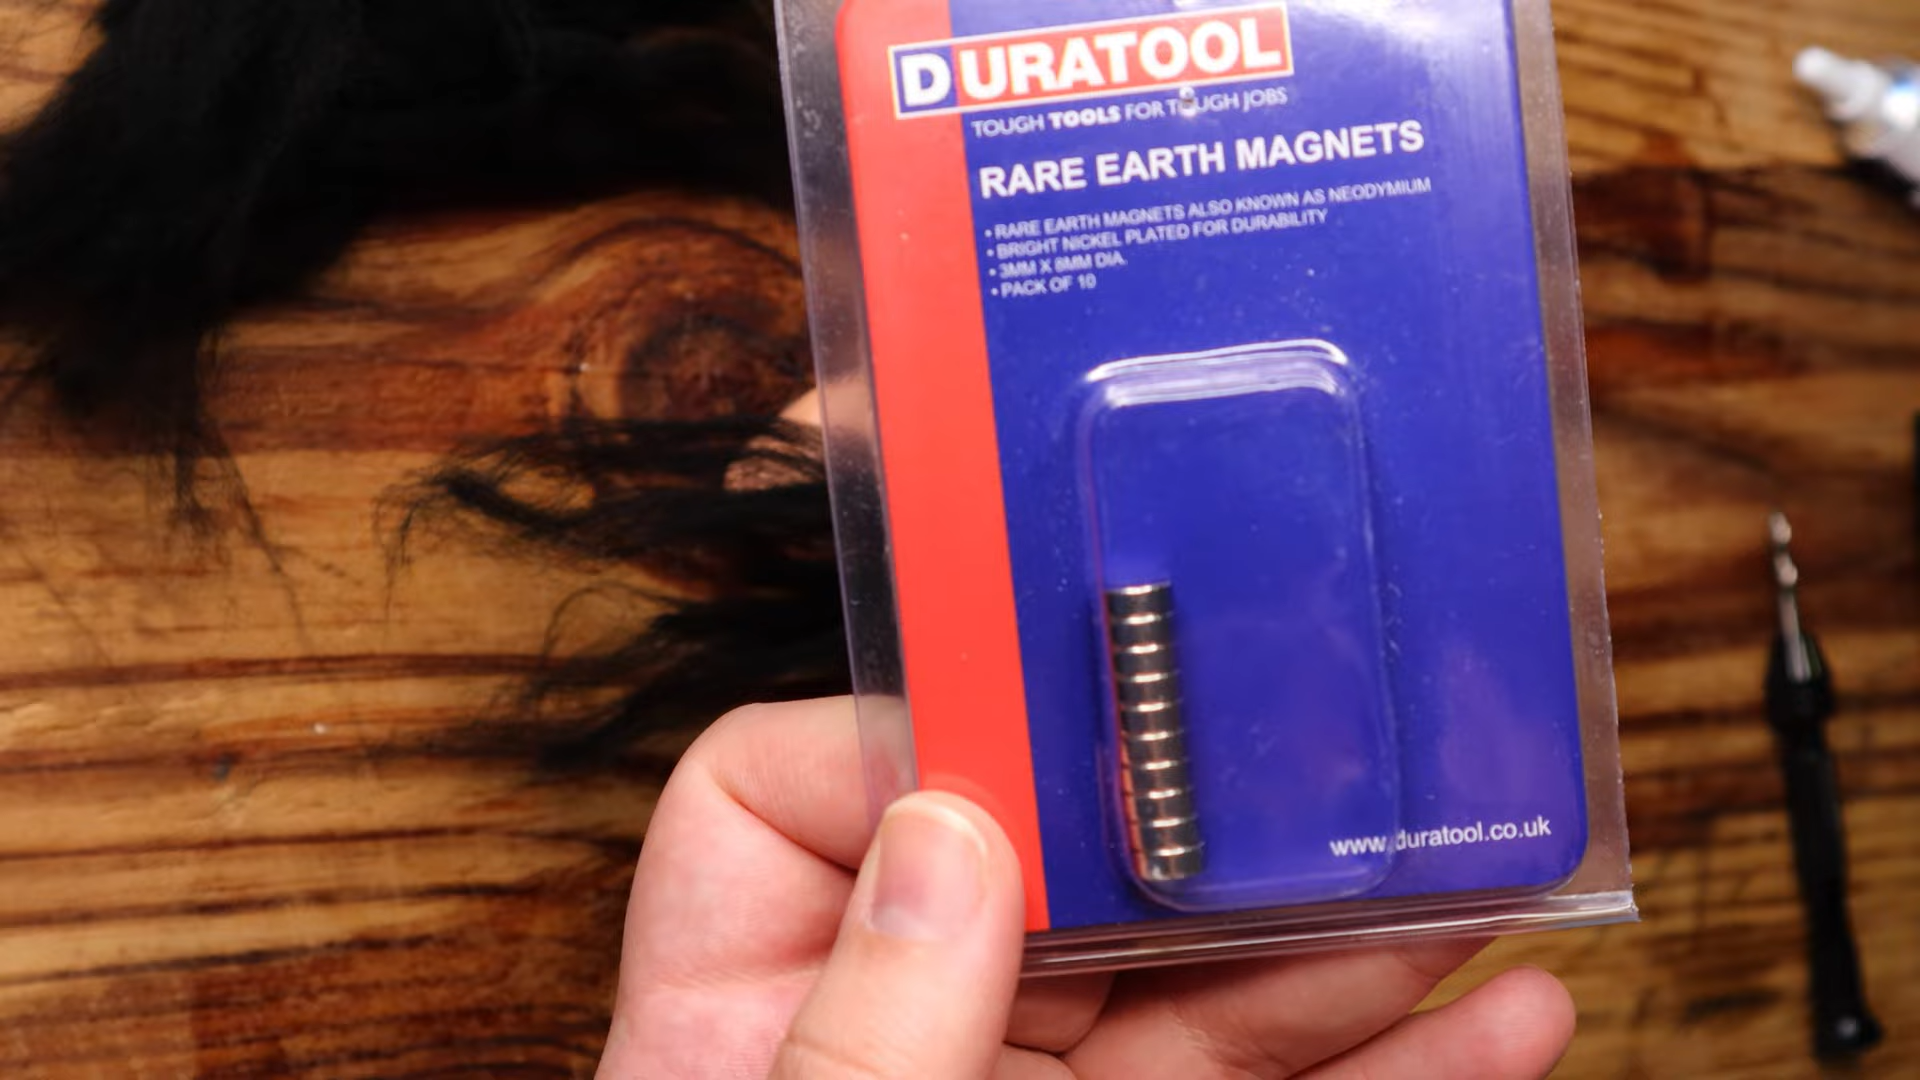 DURATOOL
TOUGH TOOLS FOR TOUGH JOBS
RARE EARTH MAGNETS
• RARE EARTH MAGNETS ALSO KNOWN AS NEODYMIUM
• BRIGHT NICKEL PLATED FOR DURABILITY
• 3MM X 6MM DIA.
• PACK OF 10
www.duratool.co.uk